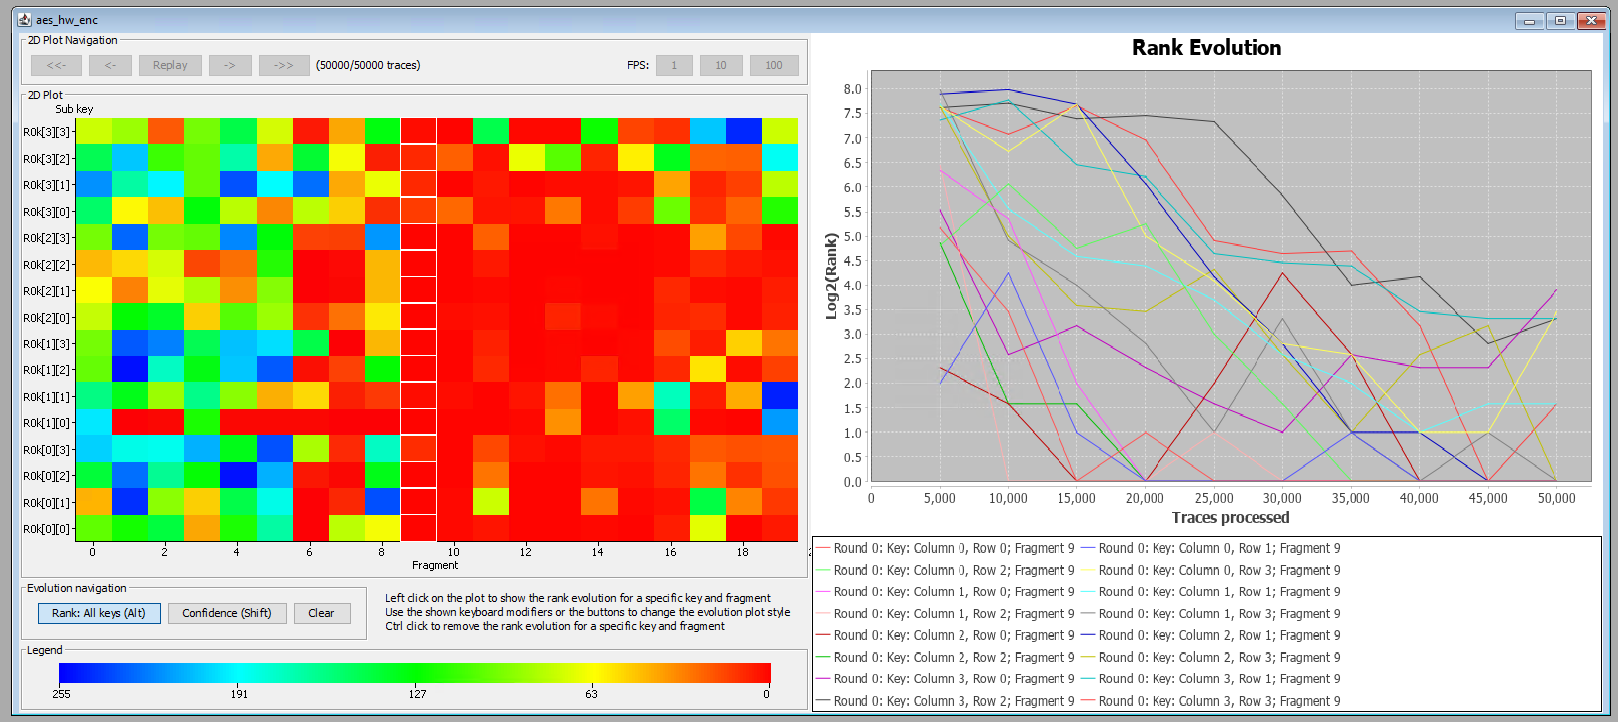 aes_hw_enc
2D Plot Navigation
<<- <- Replay -> ->> (50000/50000 traces) FPS: 1 10 100
2D Plot
Sub key
R0k[3][3]
R0k[3][2]
R0k[3][1]
R0k[3][0]
R0k[2][3]
R0k[2][2]
R0k[2][1]
R0k[2][0]
R0k[1][3]
R0k[1][2]
R0k[1][1]
R0k[1][0]
R0k[0][3]
R0k[0][2]
R0k[0][1]
R0k[0][0]
0 2 4 6 8 10 12 14 16 18
Fragment
Evolution navigation
Rank: All keys (Alt) Confidence (Shift) Clear
Left click on the plot to show the rank evolution for a specific key and fragment
Use the shown keyboard modifiers or the buttons to change the evolution plot style
Ctrl click to remove the rank evolution for a specific key and fragment
Legend
255 191 127 63 0
Rank Evolution
Log2(Rank)
8.0
7.5
7.0
6.5
6.0
5.5
5.0
4.5
4.0
3.5
3.0
2.5
2.0
1.5
1.0
0.5
0.0
0 5,000 10,000 15,000 20,000 25,000 30,000 35,000 40,000 45,000 50,000
Traces processed
Round 0: Key: Column 0, Row 0; Fragment 9 Round 0: Key: Column 0, Row 1; Fragment 9
Round 0: Key: Column 0, Row 2; Fragment 9 Round 0: Key: Column 0, Row 3; Fragment 9
Round 0: Key: Column 1, Row 0; Fragment 9 Round 0: Key: Column 1, Row 1; Fragment 9
Round 0: Key: Column 1, Row 2; Fragment 9 Round 0: Key: Column 1, Row 3; Fragment 9
Round 0: Key: Column 2, Row 0; Fragment 9 Round 0: Key: Column 2, Row 1; Fragment 9
Round 0: Key: Column 2, Row 2; Fragment 9 Round 0: Key: Column 2, Row 3; Fragment 9
Round 0: Key: Column 3, Row 0; Fragment 9 Round 0: Key: Column 3, Row 1; Fragment 9
Round 0: Key: Column 3, Row 2; Fragment 9 Round 0: Key: Column 3, Row 3; Fragment 9